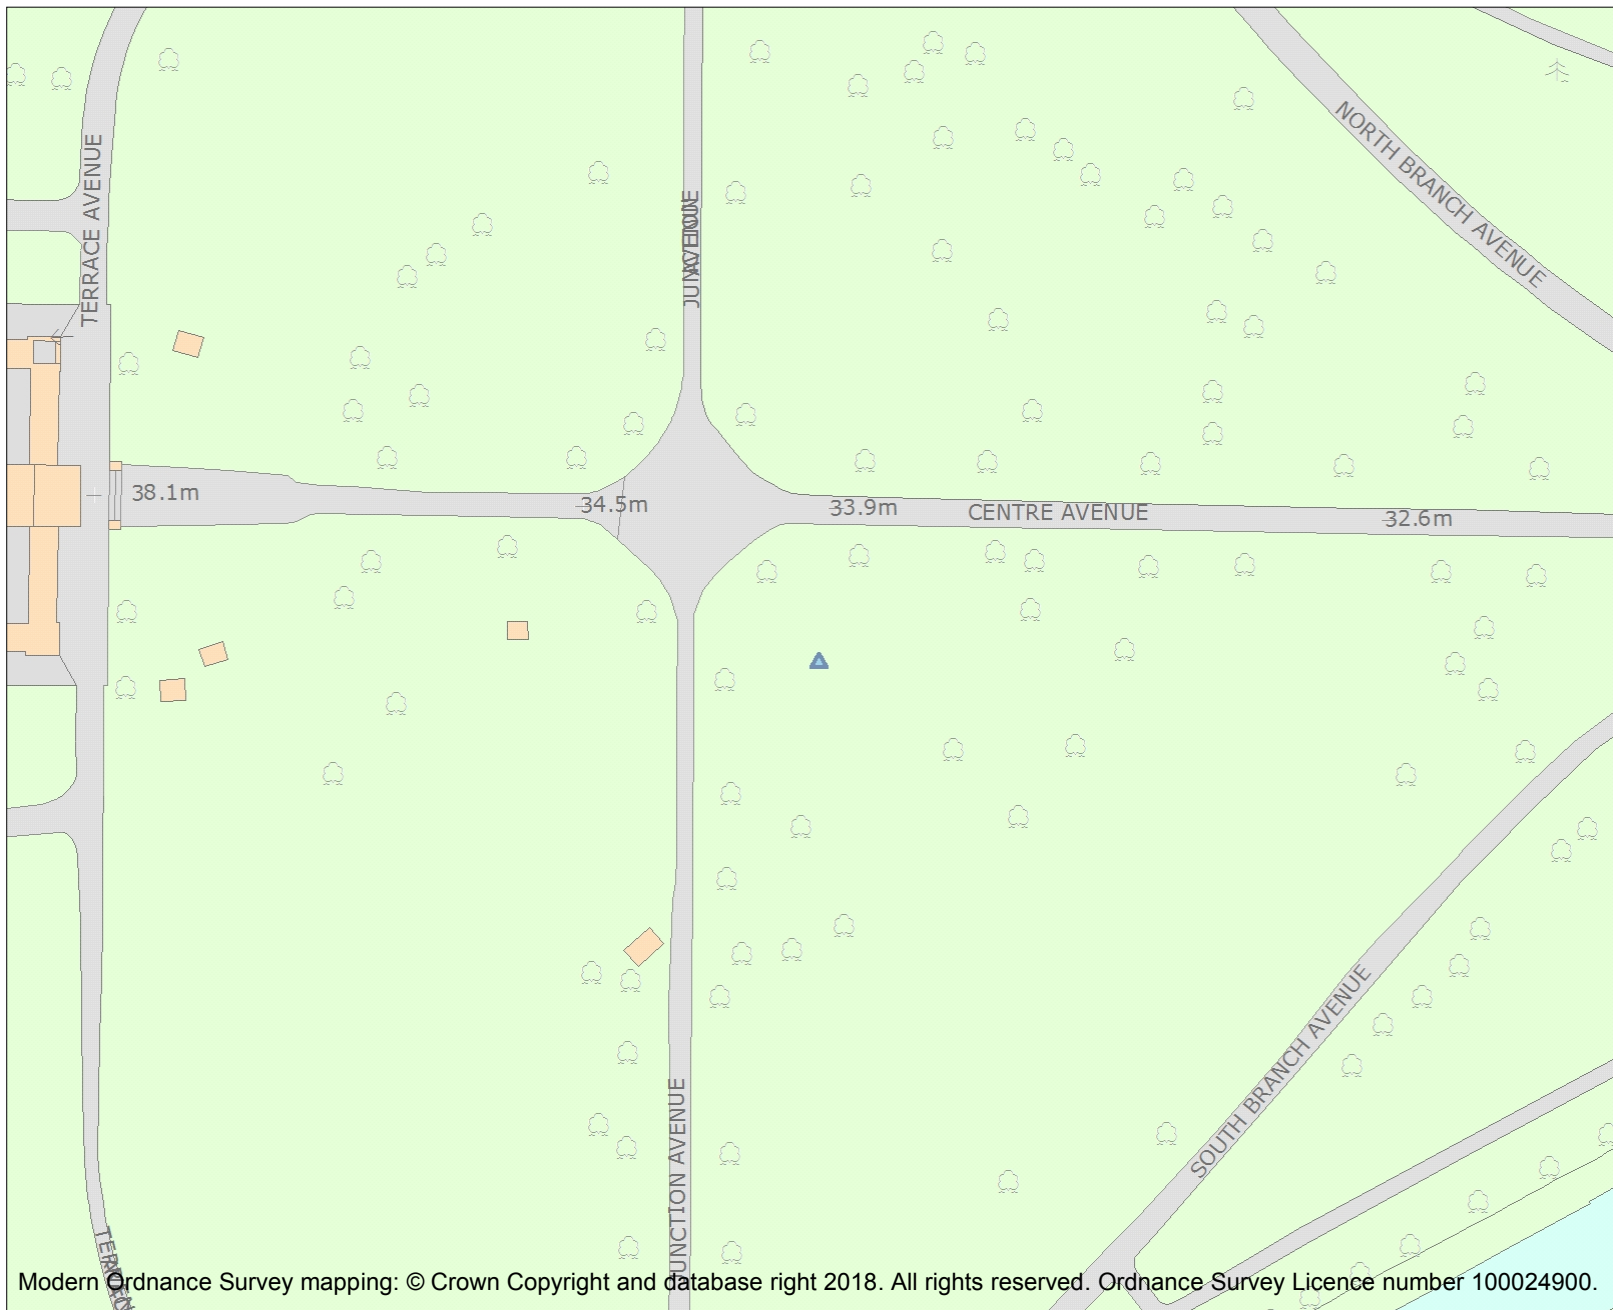 NORTH BRANCH AVENUE
TERRACE AVENUE
JUNCTION
AVENUE
38.1m
34.5m
33.9m
CENTRE AVENUE
32.6m
SOUTH BRANCH AVENUE
JUNCTION AVENUE
Modern Ordnance Survey mapping: © Crown Copyright and database right 2018. All rights reserved. Ordnance Survey Licence number 100024900.